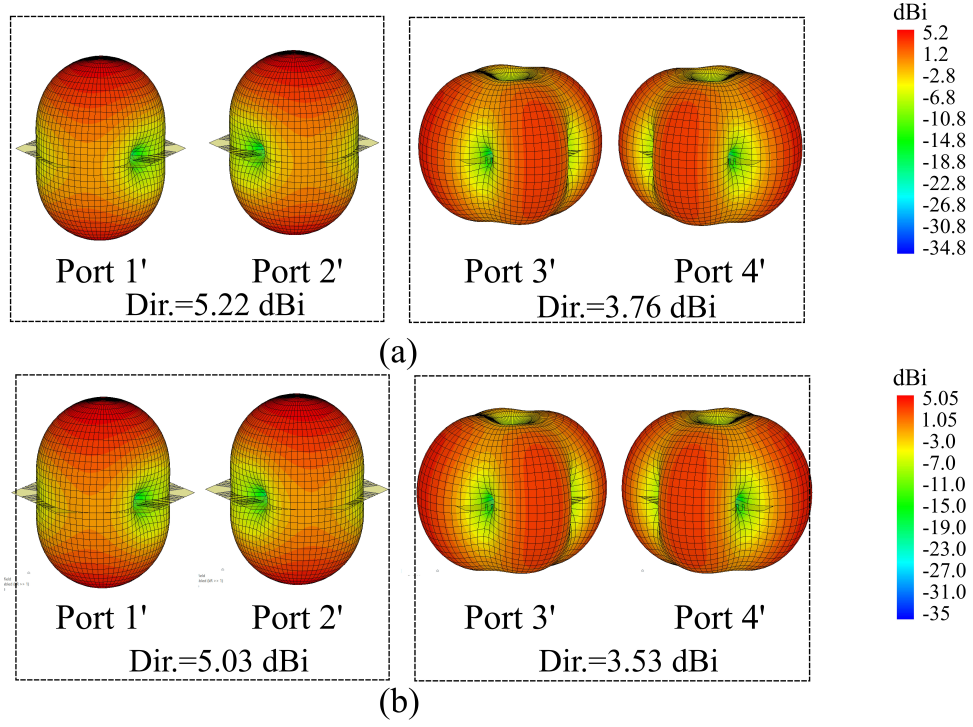 dBi
5.2
1.2
-2.8
-6.8
-10.8
-14.8
-18.8
-22.8
-26.8
-30.8
-34.8
Port 1' Port 2'
Dir.=5.22 dBi
Port 3' Port 4'
Dir.=3.76 dBi
(a)
dBi
5.05
1.05
-3.0
-7.0
-11.0
-15.0
-19.0
-23.0
-27.0
-31.0
-35
Port 1' Port 2'
Dir.=5.03 dBi
Port 3' Port 4'
Dir.=3.53 dBi
(b)